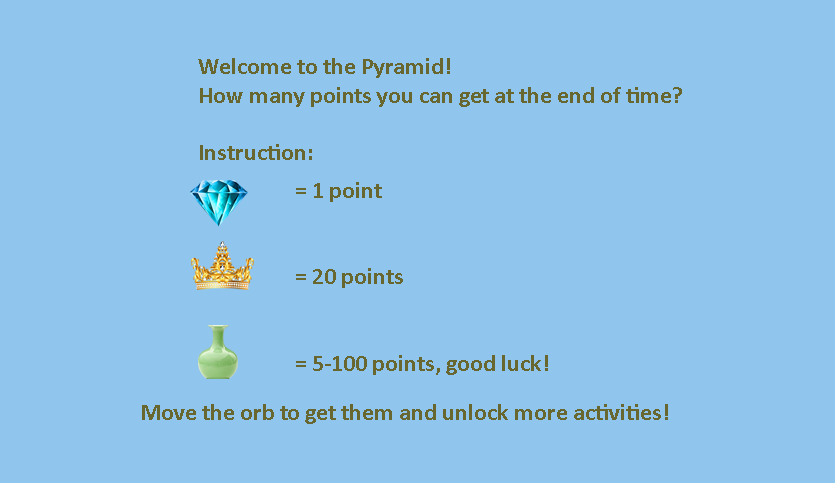 Welcome to the Pyramid!
How many points you can get at the end of time?
Instruction:
= 1 point
= 20 points
= 5-100 points, good luck!
Move the orb to get them and unlock more activities!